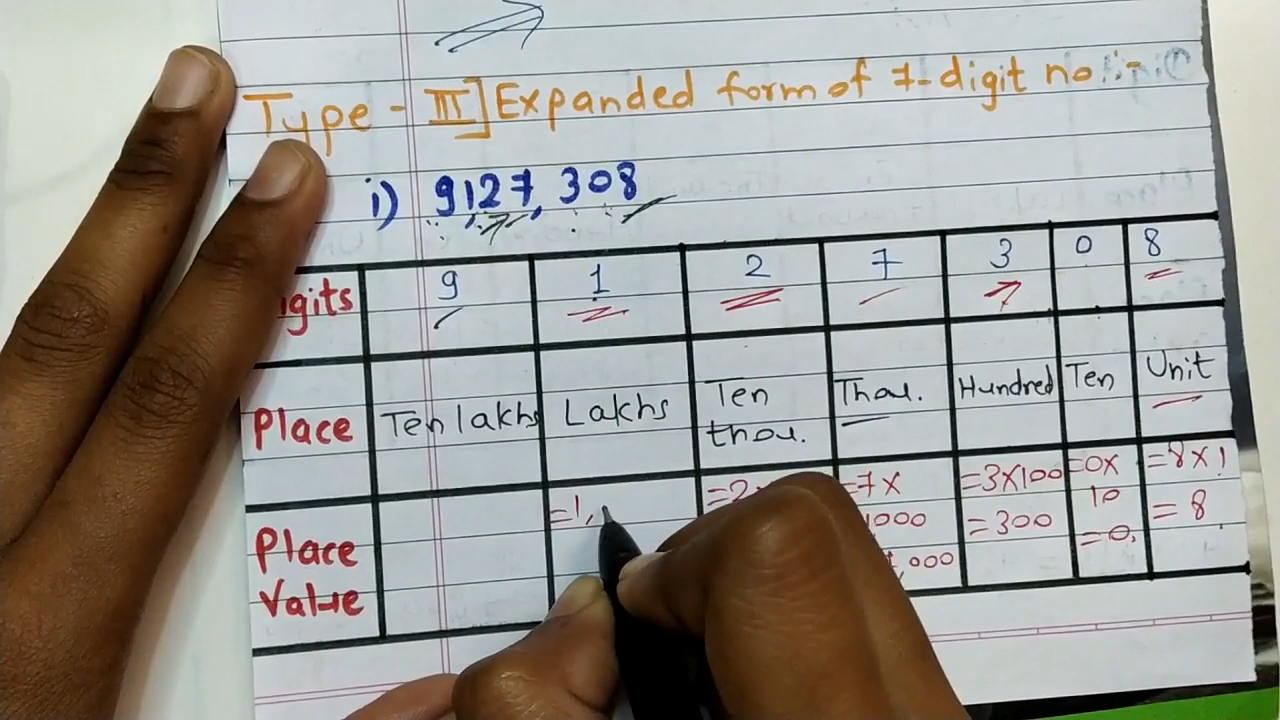 Type - III] Expanded form of 7-digit no :-
i) 9127,308
9 1 2 7 3 0 8
Place Ten lakhs Lakhs Ten thou. Thou. Hundred Ten Unit
Place Value =1, =2 =7x 1000 ,000 =3x100 =300 =0x 10 =0, =8x1 =8